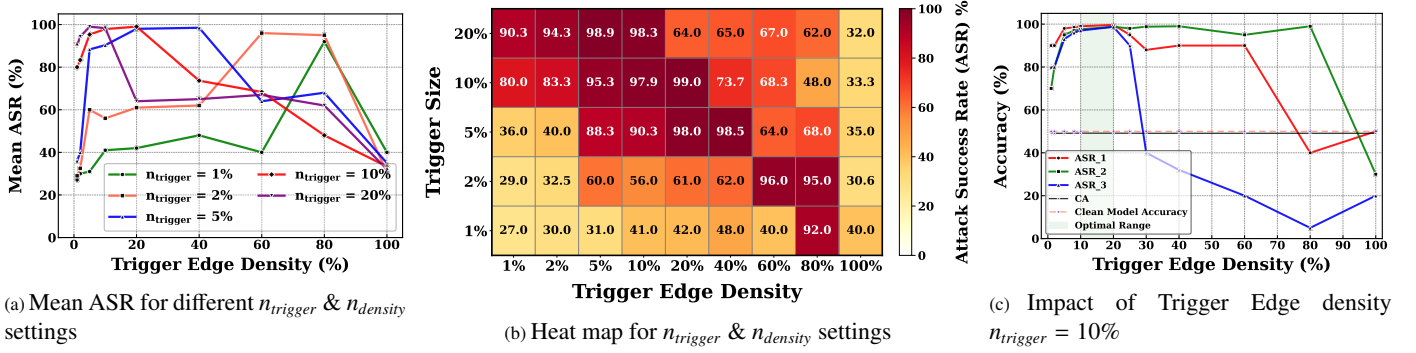 100
80
60
40
20
0
Mean ASR (%)
n_trigger = 1%
n_trigger = 2%
n_trigger = 5%
n_trigger = 10%
n_trigger = 20%
0 20 40 60 80 100
Trigger Edge Density (%)
(a) Mean ASR for different n_trigger & n_density
settings
Trigger Size
20% 90.3 94.3 98.9 98.3 64.0 65.0 67.0 62.0 32.0
10% 80.0 83.3 95.3 97.9 99.0 73.7 68.3 48.0 33.3
5% 36.0 40.0 88.3 90.3 98.0 98.5 64.0 68.0 35.0
2% 29.0 32.5 60.0 56.0 61.0 62.0 96.0 95.0 30.6
1% 27.0 30.0 31.0 41.0 42.0 48.0 40.0 92.0 40.0
1% 2% 5% 10% 20% 40% 60% 80% 100%
Trigger Edge Density
100
80
60
40
20
0
Attack Success Rate (ASR) %
(b) Heat map for n_trigger & n_density settings
100
80
60
40
20
0
Accuracy (%)
ASR_1
ASR_2
ASR_3
CA
Clean Model Accuracy
Optimal Range
0 10 20 30 40 50 60 70 80 90 100
Trigger Edge Density (%)
(c) Impact of Trigger Edge density
n_trigger = 10%